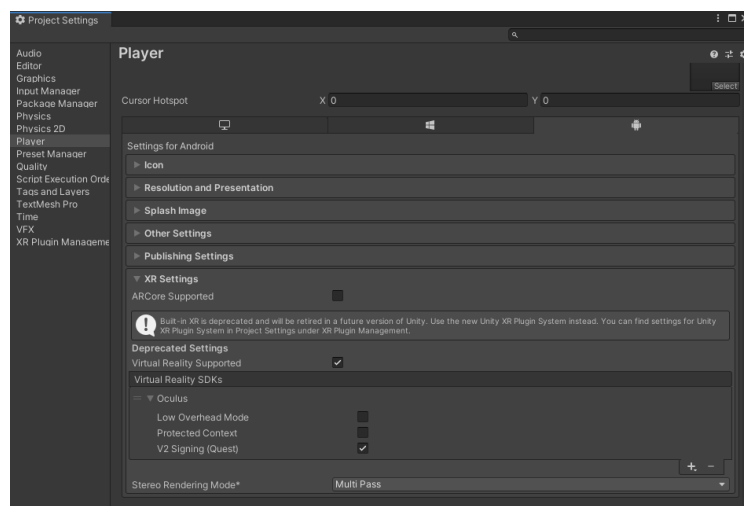 Project Settings
Audio
Editor
Graphics
Input Manager
Package Manager
Physics
Physics 2D
Player
Preset Manager
Quality
Script Execution Orde
Tags and Layers
TextMesh Pro
Time
VFX
XR Plugin Manageme
Player
Select
Cursor Hotspot X 0 Y 0
Settings for Android
Icon
Resolution and Presentation
Splash Image
Other Settings
Publishing Settings
XR Settings
ARCore Supported
Built-in XR is deprecated and will be retired in a future version of Unity. Use the new Unity XR Plugin System instead. You can find settings for Unity
XR Plugin System in Project Settings under XR Plugin Management.
Deprecated Settings
Virtual Reality Supported
Virtual Reality SDKs
Oculus
Low Overhead Mode
Protected Context
V2 Signing (Quest)
Stereo Rendering Mode* Multi Pass